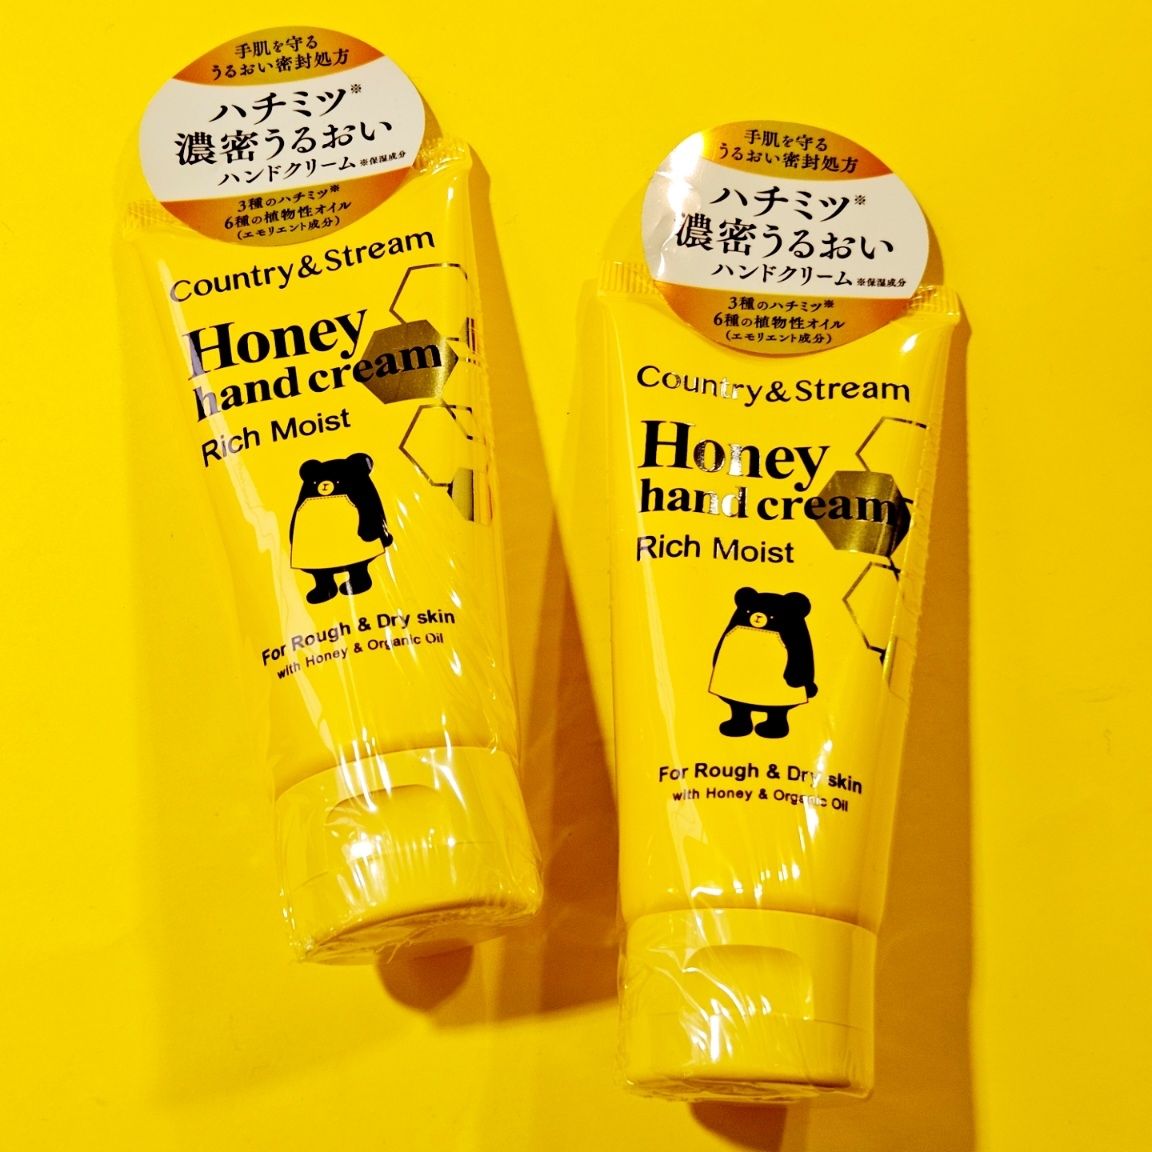 手肌を守る
うるおい密封処方
ハチミツ※
濃密うるおい
ハンドクリーム ※保湿成分
3種のハチミツ※
6種の植物性オイル
(エモリエント成分)
Country & Stream
Honey
hand cream
Rich Moist
For Rough & Dry skin
with Honey & Organic Oil
手肌を守る
うるおい密封処方
ハチミツ※
濃密うるおい
ハンドクリーム ※保湿成分
3種のハチミツ※
6種の植物性オイル
(エモリエント成分)
Country & Stream
Honey
hand cream
Rich Moist
For Rough & Dry skin
with Honey & Organic Oil